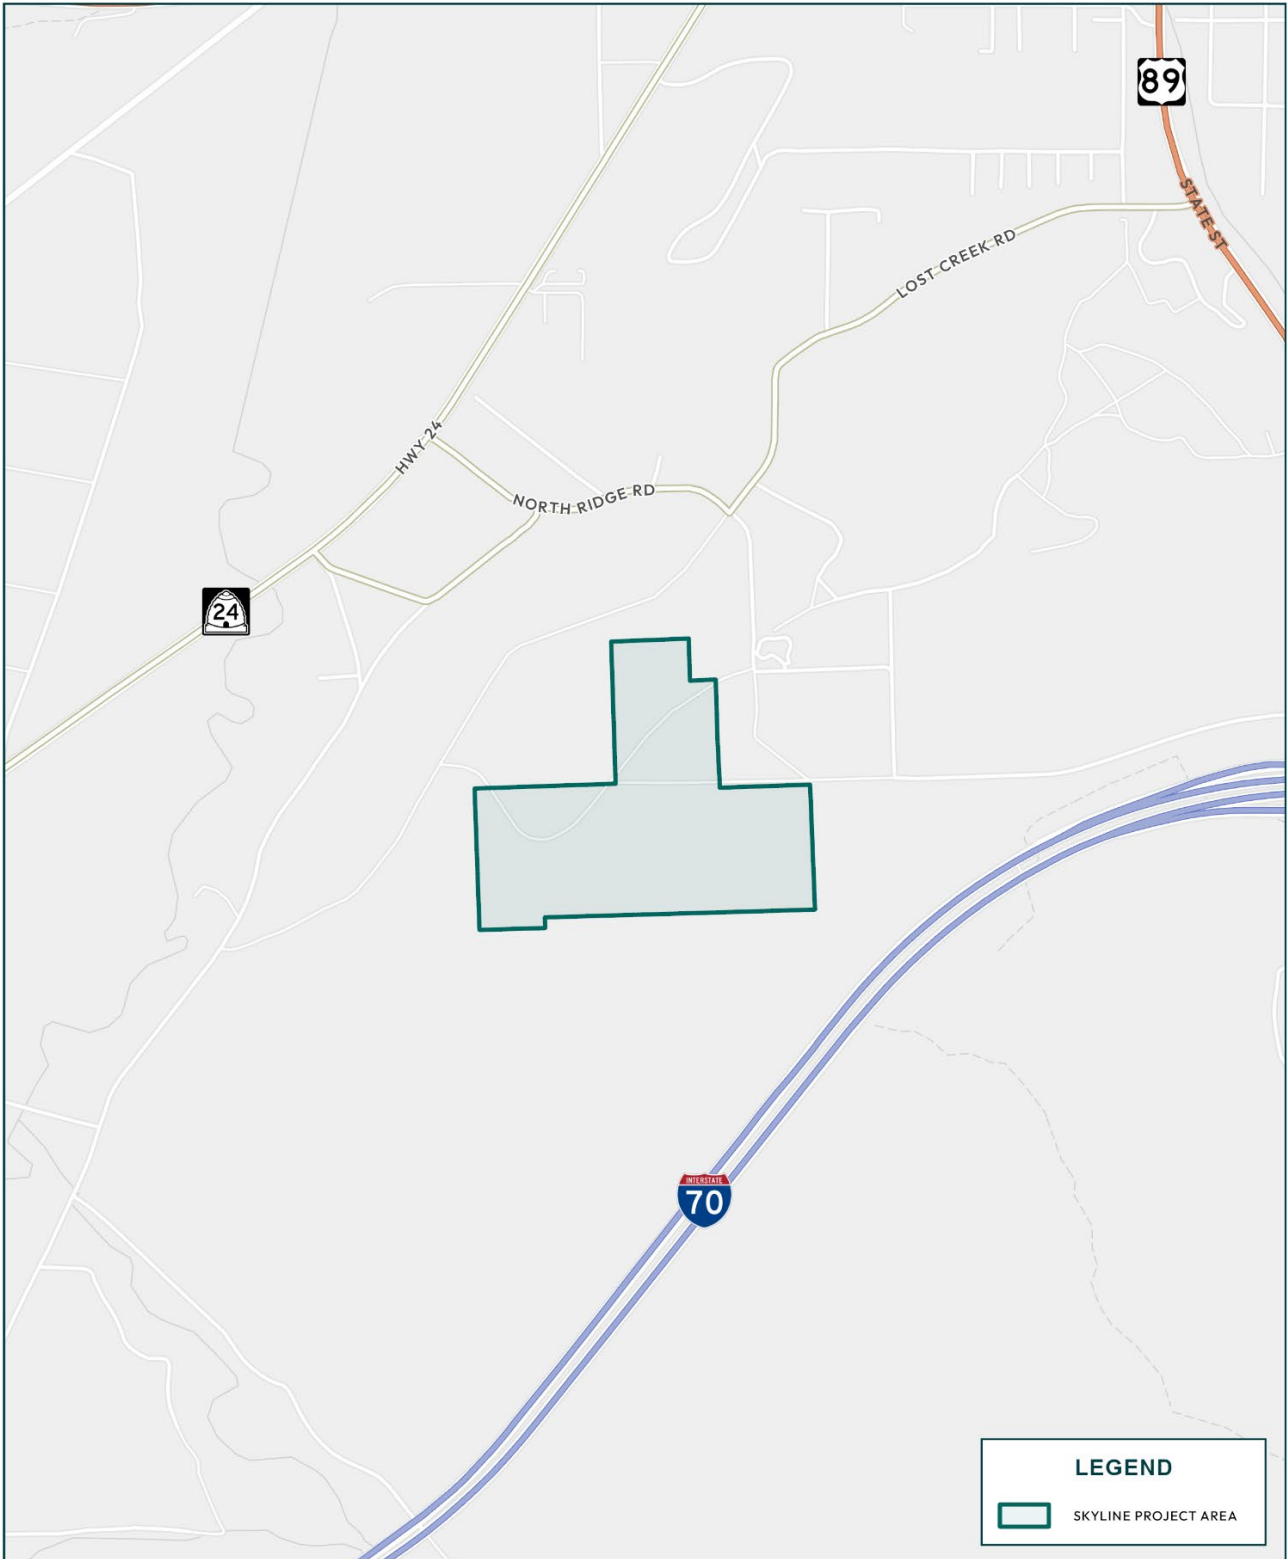 89
STATE ST
LOST CREEK RD
HWY 24
NORTH RIDGE RD
24
INTERSTATE
70
LEGEND
SKYLINE PROJECT AREA